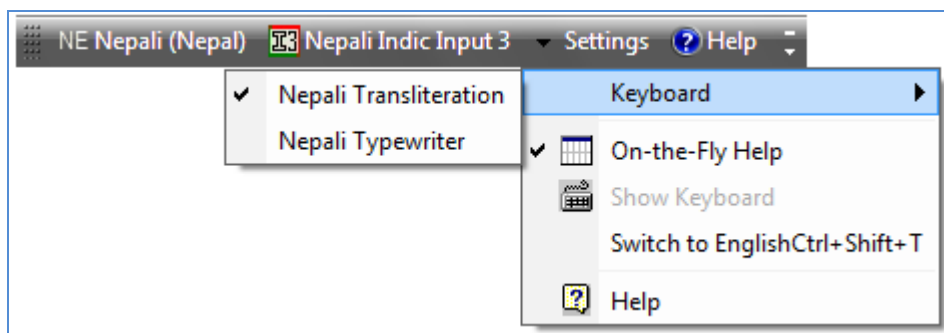 NE Nepali (Nepal) Nepali Indic Input 3 Settings Help
Nepali Transliteration
Nepali Typewriter
Keyboard
On-the-Fly Help
Show Keyboard
Switch to EnglishCtrl+Shift+T
Help